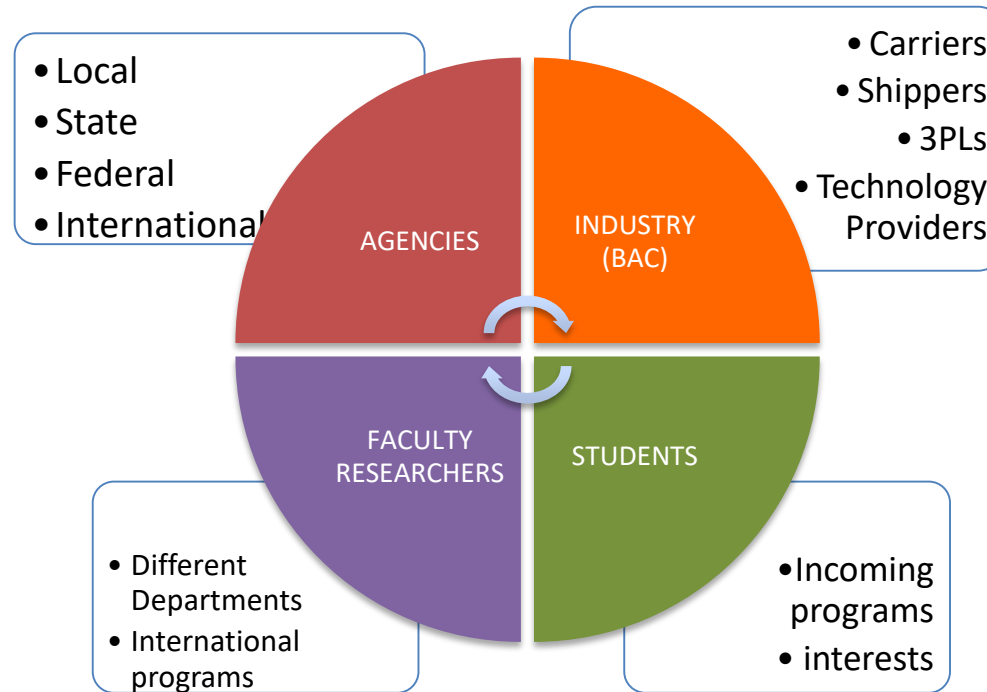 • Local
• State
• Federal
• International
• Carriers
• Shippers
• 3PLs
• Technology
Providers
AGENCIES
INDUSTRY
(BAC)
FACULTY
RESEARCHERS
STUDENTS
• Different
Departments
• International
programs
•Incoming
programs
• interests